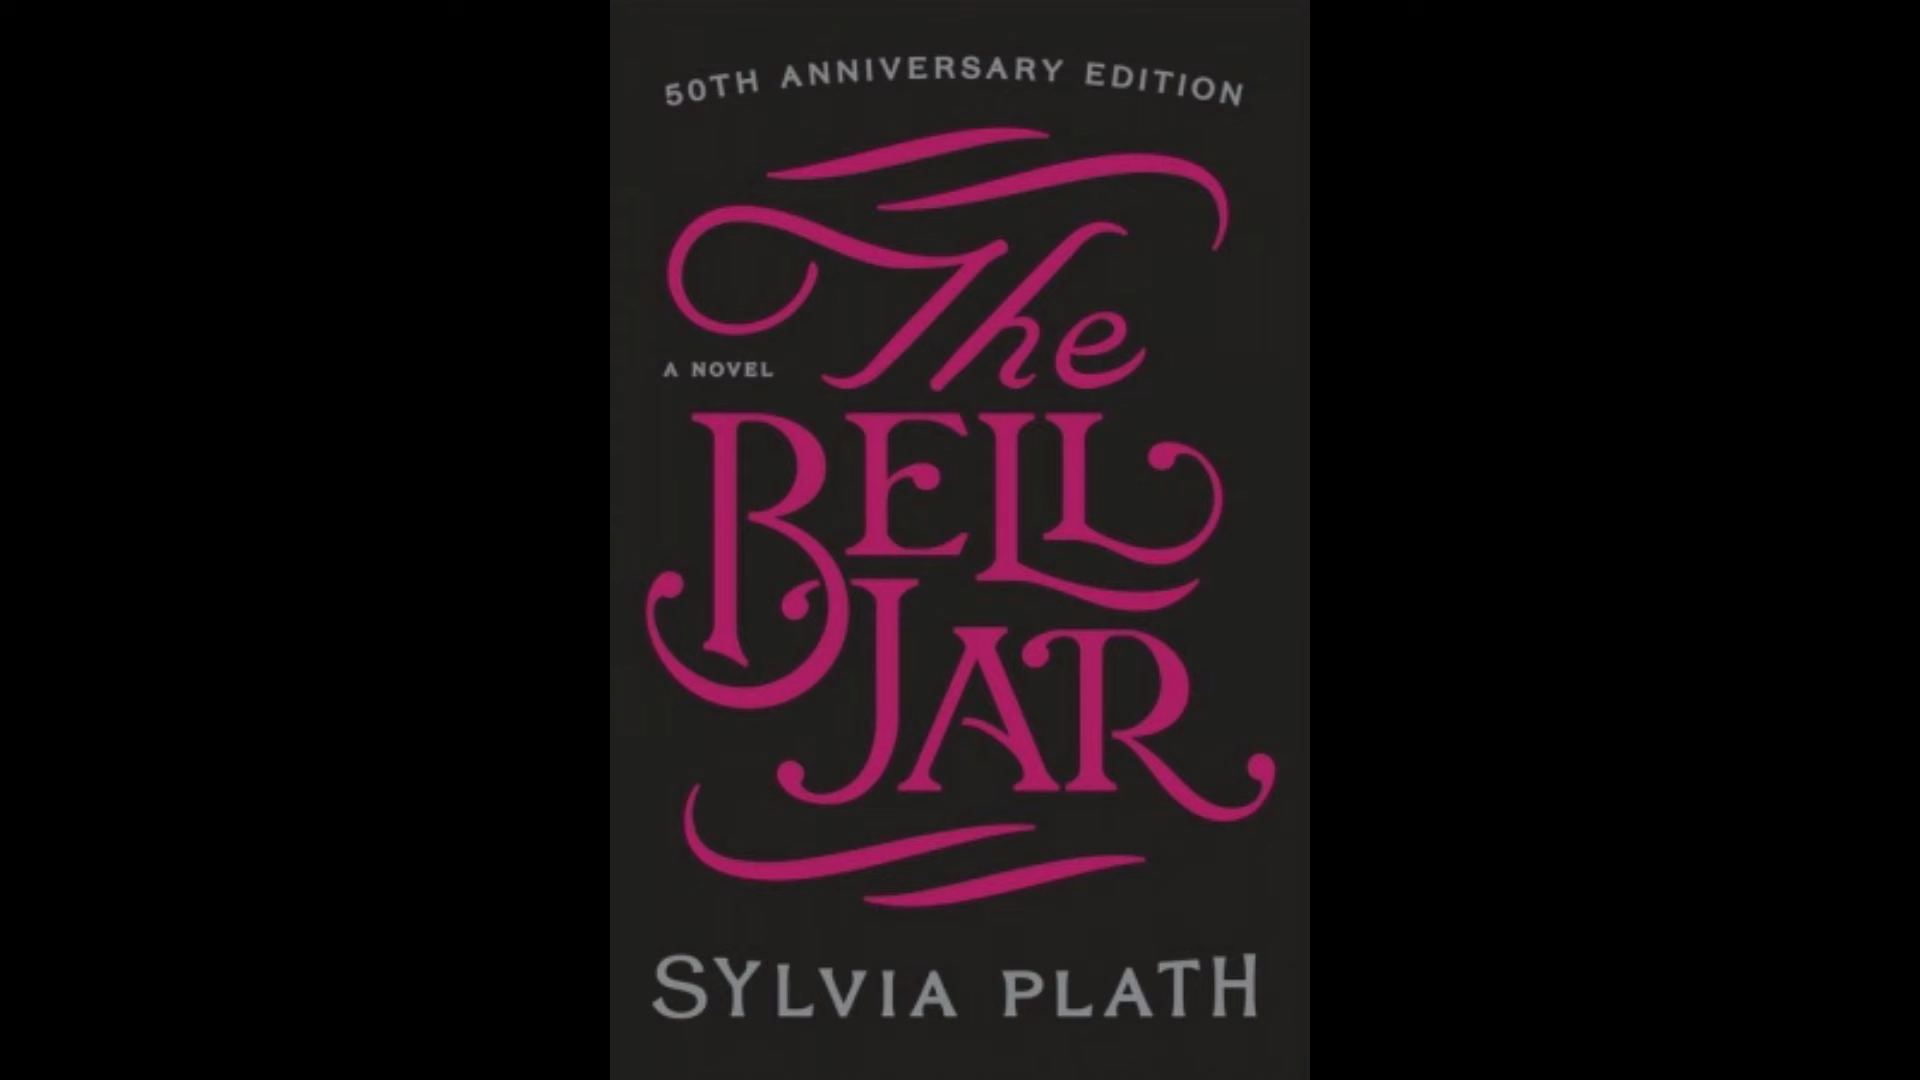 50TH ANNIVERSARY EDITION
The
A NOVEL
BELL
JAR
SYLVIA PLATH